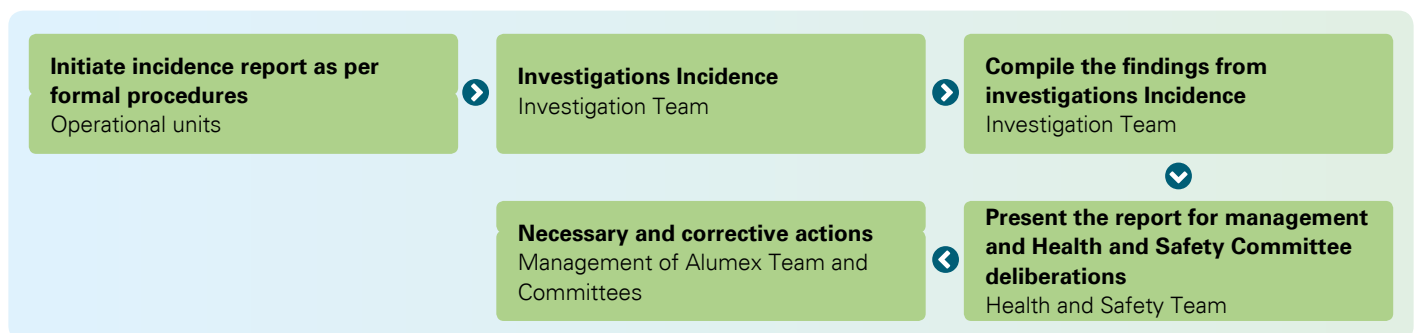 Initiate incidence report as per
formal procedures
Operational units
Investigations Incidence
Investigation Team
Compile the findings from
investigations Incidence
Investigation Team
Present the report for management
and Health and Safety Committee
deliberations
Health and Safety Team
Necessary and corrective actions
Management of Alumex Team and
Committees